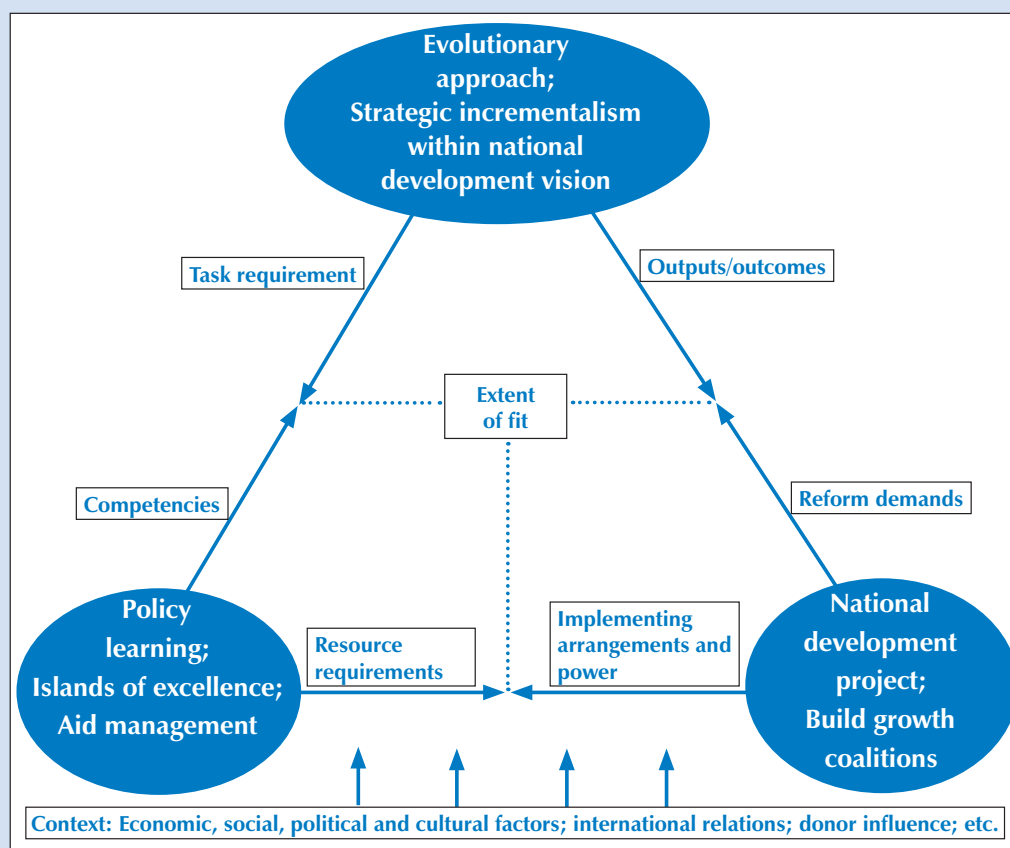 Evolutionary
approach;
Strategic incrementalism
within national
development vision
Task requirement
Outputs/outcomes
Extent
of fit
Competencies
Reform demands
Policy
learning;
Islands of excellence;
Aid management
Resource
requirements
Implementing
arrangements and
power
National
development
project;
Build growth
coalitions
Context: Economic, social, political and cultural factors; international relations; donor influence; etc.